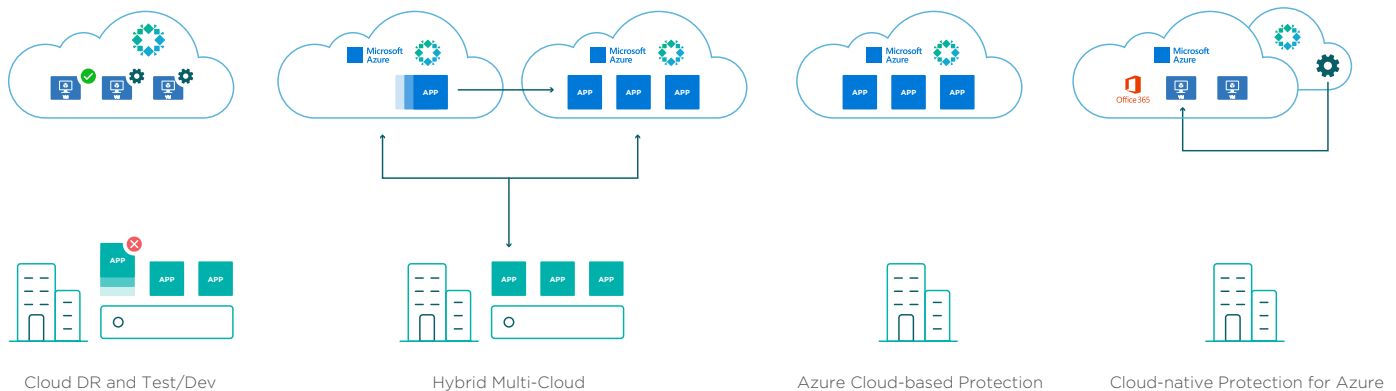 Microsoft
Azure
Microsoft
Azure
Microsoft
Azure
Microsoft
Azure
APP
APP
APP
APP
APP
APP
APP
Office 365
APP
APP
APP
APP
APP
APP
Cloud DR and Test/Dev
Hybrid Multi-Cloud
Azure Cloud-based Protection
Cloud-native Protection for Azure